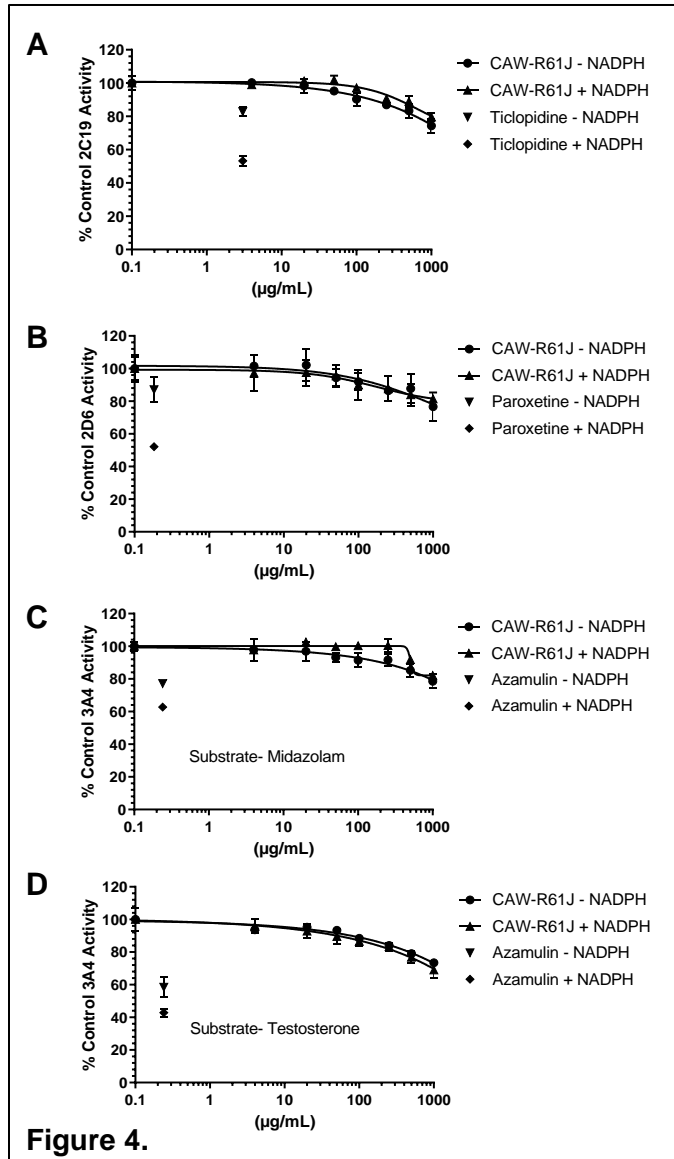 A
% Control 2C19 Activity
120
100
80
60
40
20
0
0.1 1 10 100 1000
(µg/mL)
CAW-R61J - NADPH
CAW-R61J + NADPH
Ticlopidine - NADPH
Ticlopidine + NADPH
B
% Control 2D6 Activity
120
100
80
60
40
20
0
0.1 1 10 100 1000
(µg/mL)
CAW-R61J - NADPH
CAW-R61J + NADPH
Paroxetine - NADPH
Paroxetine + NADPH
C
% Control 3A4 Activity
120
100
80
60
40
20
0
Substrate- Midazolam
0.1 1 10 100 1000
(µg/mL)
CAW-R61J - NADPH
CAW-R61J + NADPH
Azamulin - NADPH
Azamulin + NADPH
D
% Control 3A4 Activity
120
100
80
60
40
20
0
Substrate- Testosterone
0.1 1 10 100 1000
(µg/mL)
CAW-R61J - NADPH
CAW-R61J + NADPH
Azamulin - NADPH
Azamulin + NADPH
Figure 4.